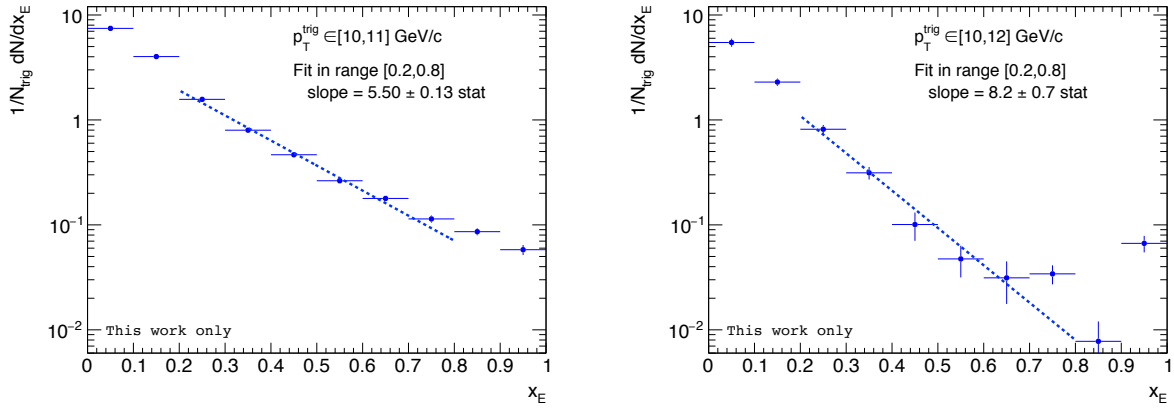 1/N_trig dN/dx_E
10
1
10⁻¹
10⁻²
p_T^trig ∈[10,11] GeV/c
Fit in range [0.2,0.8]
slope = 5.50 ± 0.13 stat
This work only
0 0.1 0.2 0.3 0.4 0.5 0.6 0.7 0.8 0.9 1
x_E
1/N_trig dN/dx_E
10
1
10⁻¹
10⁻²
p_T^trig ∈[10,12] GeV/c
Fit in range [0.2,0.8]
slope = 8.2 ± 0.7 stat
This work only
0 0.1 0.2 0.3 0.4 0.5 0.6 0.7 0.8 0.9 1
x_E